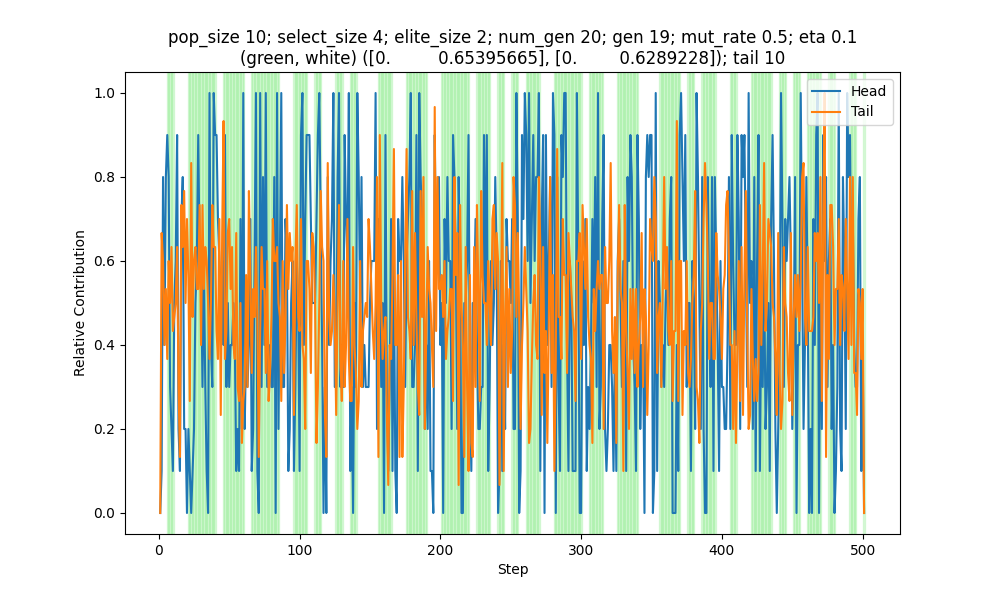 pop_size 10; select_size 4; elite_size 2; num_gen 20; gen 19; mut_rate 0.5; eta 0.1
(green, white) ([0. 0.65395665], [0. 0.6289228]); tail 10
Head
Tail
Relative Contribution
1.0
0.8
0.6
0.4
0.2
0.0
0 100 200 300 400 500
Step